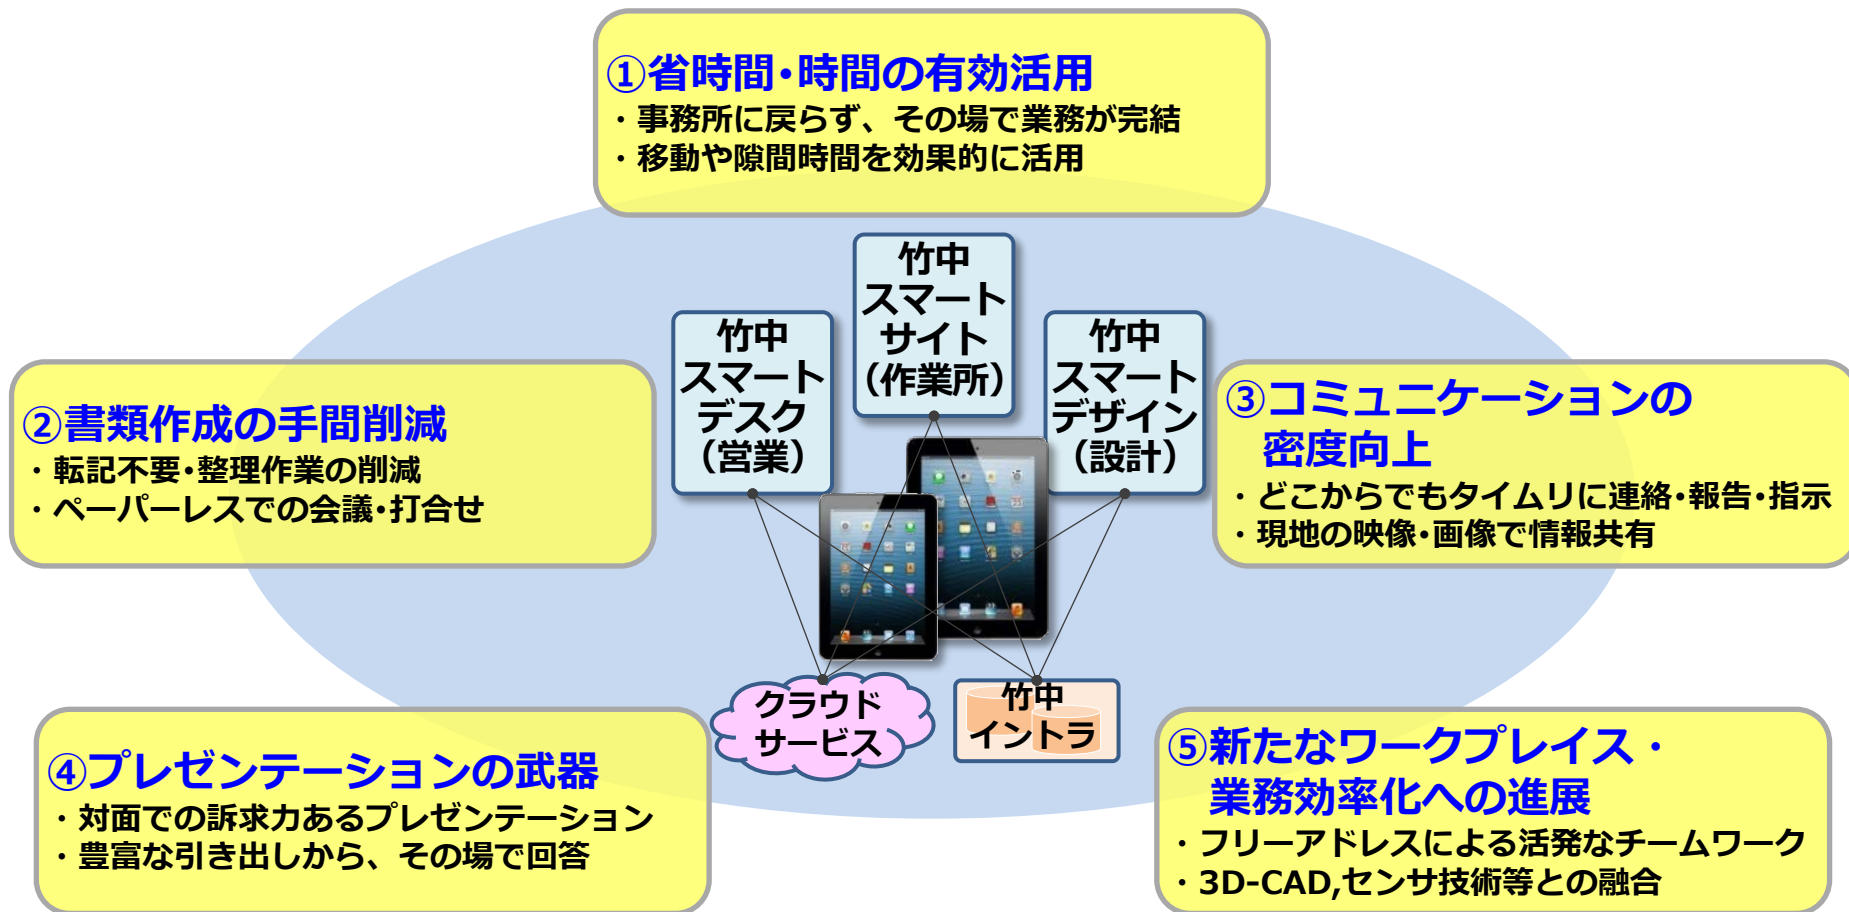 ①省時間・時間の有効活用
・事務所に戻らず、その場で業務が完結
・移動や隙間時間を効果的に活用
竹中
スマート
サイト
（作業所）
竹中
スマート
デスク
（営業）
竹中
スマート
デザイン
（設計）
②書類作成の手間削減
・転記不要・整理作業の削減
・ペーパーレスでの会議・打合せ
③コミュニケーションの
密度向上
・どこからでもタイムリに連絡・報告・指示
・現地の映像・画像で情報共有
クラウド
サービス
竹中
イントラ
④プレゼンテーションの武器
・対面での訴求力あるプレゼンテーション
・豊富な引き出しから、その場で回答
⑤新たなワークプレイス・
業務効率化への進展
・フリーアドレスによる活発なチームワーク
・3D-CAD,センサ技術等との融合